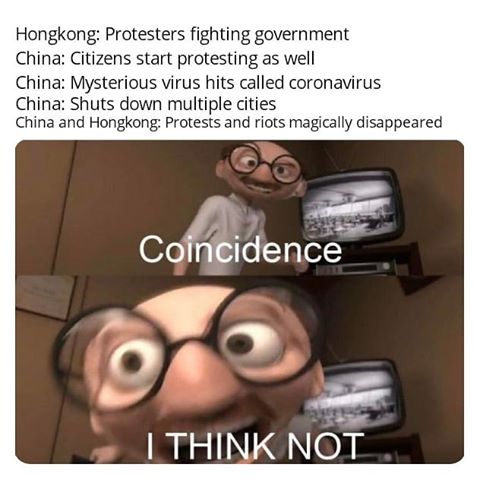 Hongkong: Protesters fighting government
China: Citizens start protesting as well
China: Mysterious virus hits called coronavirus
China: Shuts down multiple cities
China and Hongkong: Protests and riots magically disappeared
Coincidence
I THINK NOT